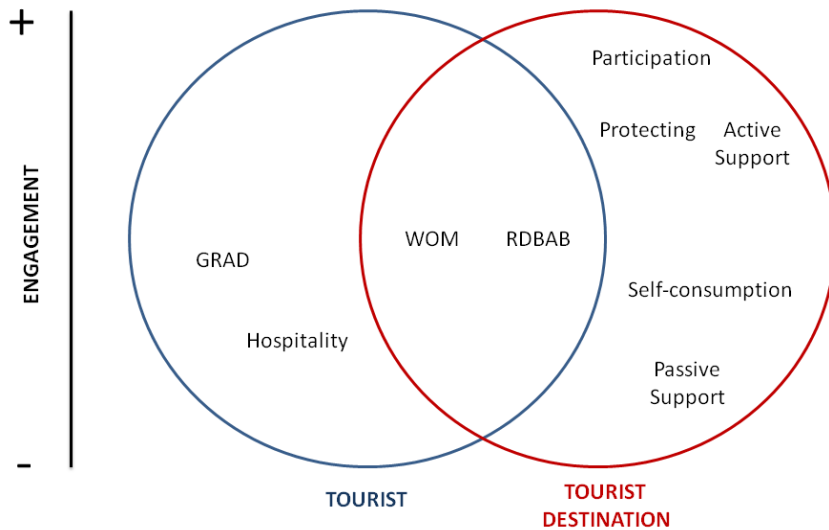 +
Participation
Protecting
Active
Support
ENGAGEMENT
WOM
RDBAB
GRAD
Self-consumption
Hospitality
Passive
Support
-
TOURIST
TOURIST
DESTINATION